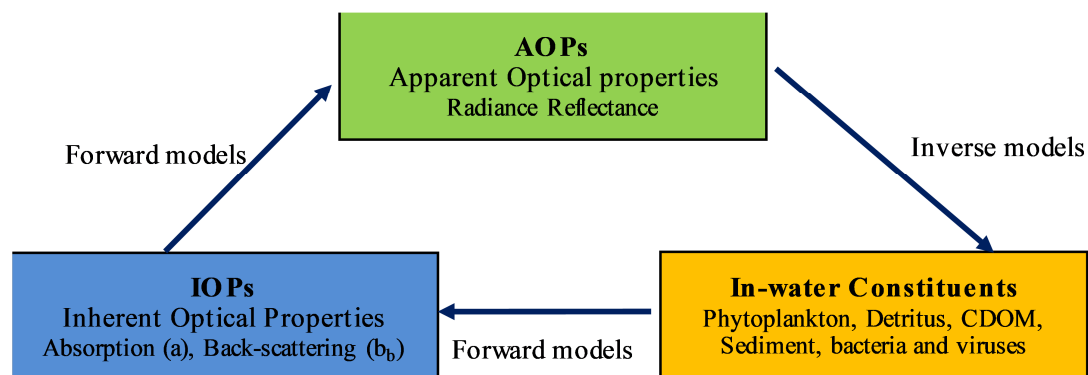 AOPs
Apparent Optical properties
Radiance Reflectance
Forward models
Inverse models
IOPs
Inherent Optical Properties
Absorption (a), Back-scattering (b_b)
In-water Constituents
Phytoplankton, Detritus, CDOM,
Sediment, bacteria and viruses
Forward models